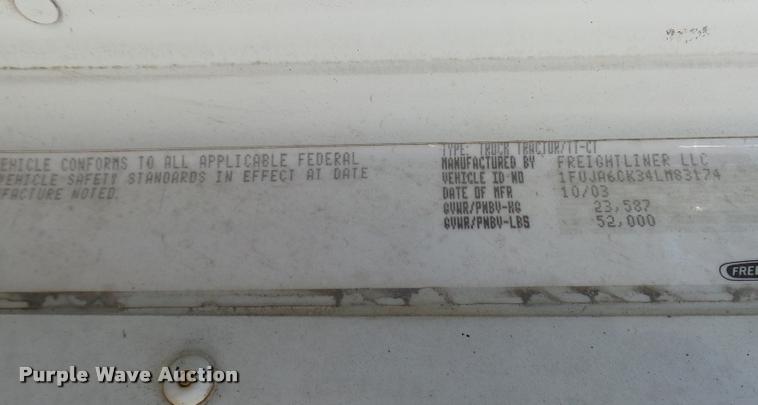 EHICLE CONFORMS TO ALL APPLICABLE FEDERAL
VEHICLE SAFETY STANDARDS IN EFFECT AT DATE
FACTURE NOTED.
TYPE: TRUCK TRACTOR/TT-CT
MANUFACTURED BY FREIGHTLINER LLC
VEHICLE ID NO 1FUJA6CK34LM83174
DATE OF MFR 10/03
GVWR/PNBV-KG 23,587
GVWR/PNBV-LBS 52,000
FREI
Purple Wave Auction